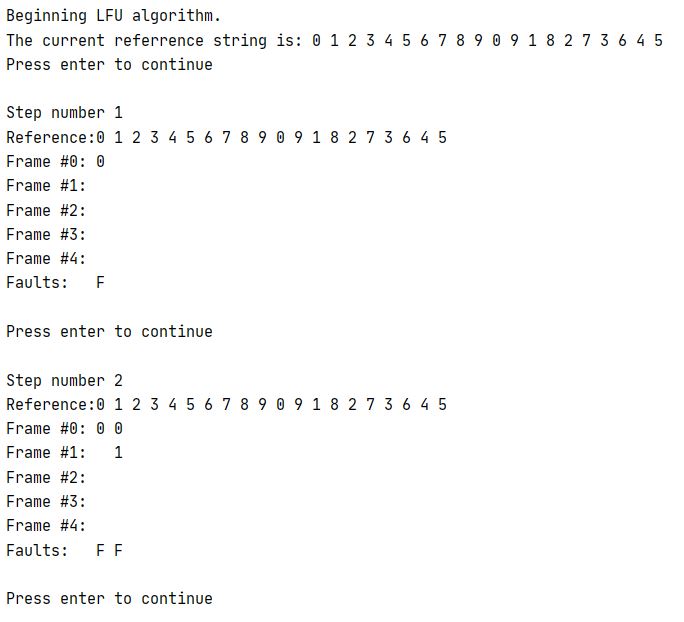 Beginning LFU algorithm.
The current referrence string is: 0 1 2 3 4 5 6 7 8 9 0 9 1 8 2 7 3 6 4 5
Press enter to continue

Step number 1
Reference:0 1 2 3 4 5 6 7 8 9 0 9 1 8 2 7 3 6 4 5
Frame #0: 0
Frame #1:
Frame #2:
Frame #3:
Frame #4:
Faults:   F

Press enter to continue

Step number 2
Reference:0 1 2 3 4 5 6 7 8 9 0 9 1 8 2 7 3 6 4 5
Frame #0: 0 0
Frame #1:   1
Frame #2:
Frame #3:
Frame #4:
Faults:   F F

Press enter to continue